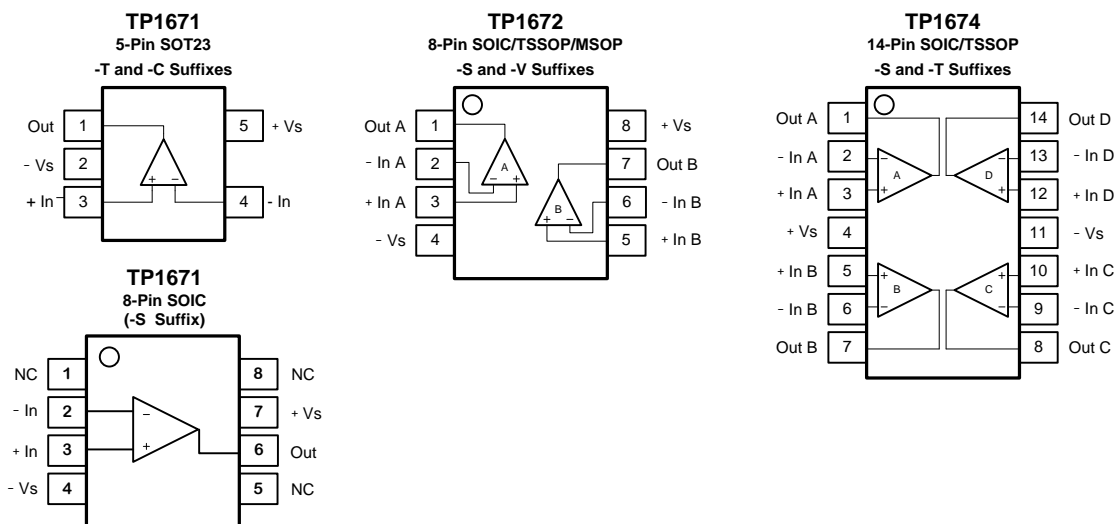 TP1671
5-Pin SOT23
-T and -C Suffixes
Out 1
5 + Vs
- Vs 2
+ In 3
4 - In
+ -
TP1672
8-Pin SOIC/TSSOP/MSOP
-S and -V Suffixes
Out A 1
8 + Vs
- In A 2
7 Out B
+ In A 3
6 - In B
- Vs 4
5 + In B
A
- +
B
+ -
TP1674
14-Pin SOIC/TSSOP
-S and -T Suffixes
Out A 1
14 Out D
- In A 2
13 - In D
+ In A 3
12 + In D
+ Vs 4
11 - Vs
+ In B 5
10 + In C
- In B 6
9 - In C
Out B 7
8 Out C
-
A
+
-
D
+
+
B
-
+
C
-
TP1671
8-Pin SOIC
(-S Suffix)
NC 1
8 NC
- In 2
7 + Vs
+ In 3
6 Out
- Vs 4
5 NC
-
+